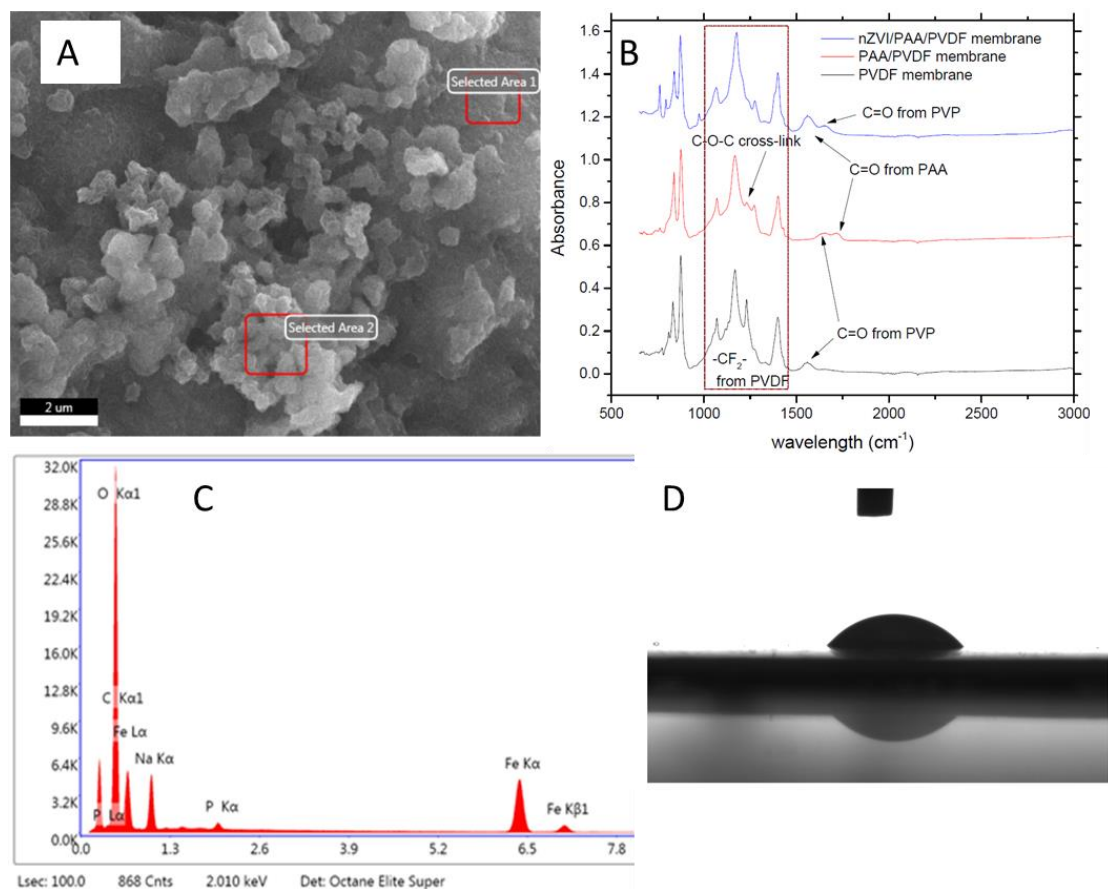 A
Selected Area 1
Selected Area 2
2 um
B
nZVI/PAA/PVDF membrane
PAA/PVDF membrane
PVDF membrane
C=O from PVP
C-O-C cross-link
C=O from PAA
C=O from PVP
-CF2-
from PVDF
Absorbance
1.6
1.4
1.2
1.0
0.8
0.6
0.4
0.2
0.0
500 1000 1500 2000 2500 3000
wavelength (cm-1)
C
32.0K
28.8K
25.6K
22.4K
19.2K
16.0K
12.8K
9.6K
6.4K
3.2K
0.0K
O Kα1
C Kα1
Fe Lα
Na Kα
P Lα
P Kα
Fe Kα
Fe Kβ1
0.0 1.3 2.6 3.9 5.2 6.5 7.8
Lsec: 100.0 868 Cnts 2.010 keV Det: Octane Elite Super
D